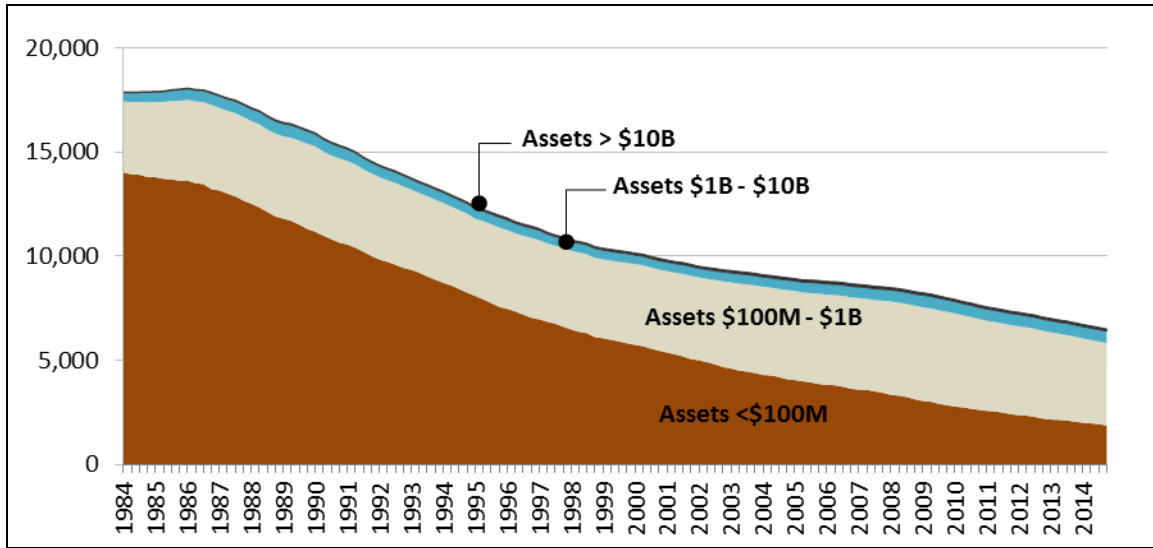 20,000
15,000
10,000
5,000
0
Assets > $10B
Assets $1B - $10B
Assets $100M - $1B
Assets <$100M
1984 1985 1986 1987 1988 1989 1990 1991 1992 1993 1994 1995 1996 1997 1998 1999 2000 2001 2002 2003 2004 2005 2006 2007 2008 2009 2010 2011 2012 2013 2014